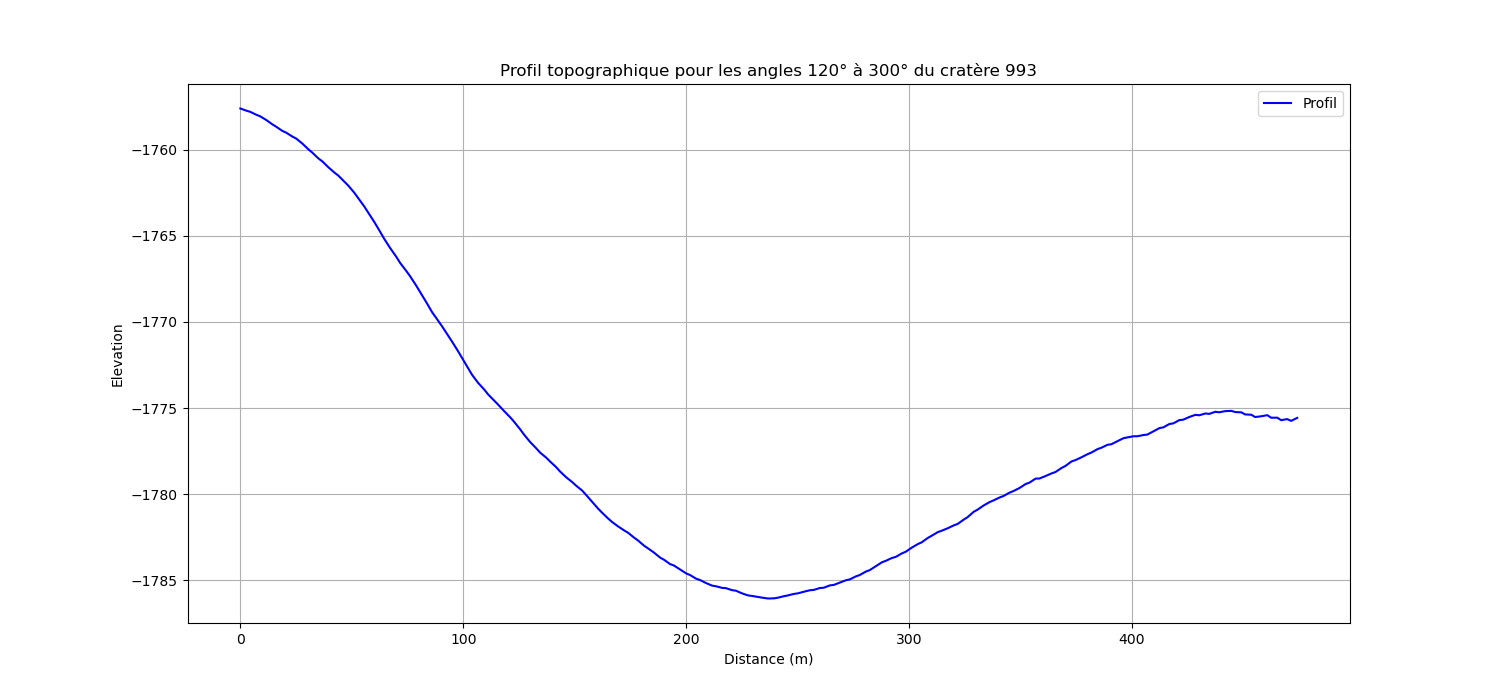 Profil topographique pour les angles 120° à 300° du cratère 993
Profil
−1760
−1765
−1770
−1775
−1780
−1785
Elevation
0 100 200 300 400
Distance (m)